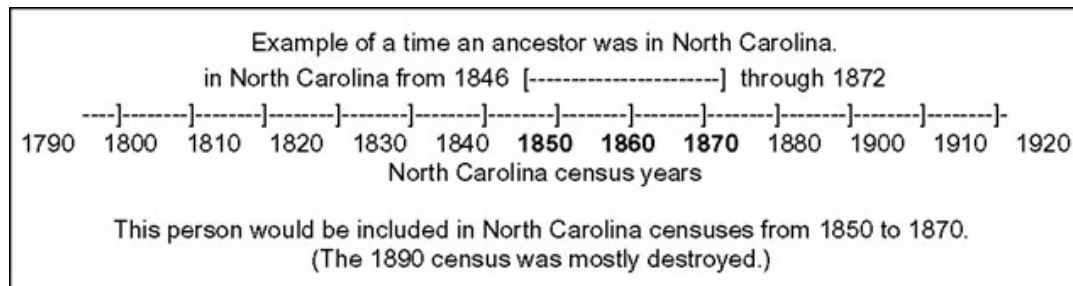 Example of a time an ancestor was in North Carolina.
in North Carolina from 1846 [-----------------------] through 1872
----]--------]--------]--------]--------]--------]--------]--------]--------]--------]--------]--------]--------]-
1790 1800 1810 1820 1830 1840 1850 1860 1870 1880 1900 1910 1920
North Carolina census years
This person would be included in North Carolina censuses from 1850 to 1870.
(The 1890 census was mostly destroyed.)